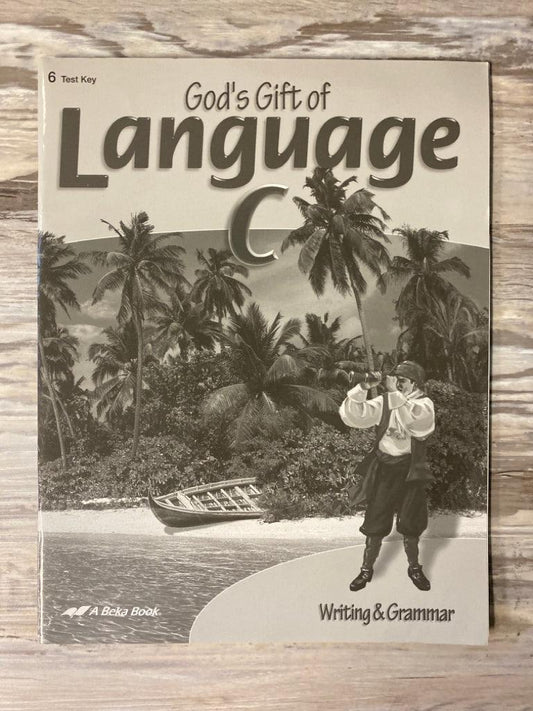 6 Test Key
God's Gift of
Language
C
A Beka Book
Writing & Grammar